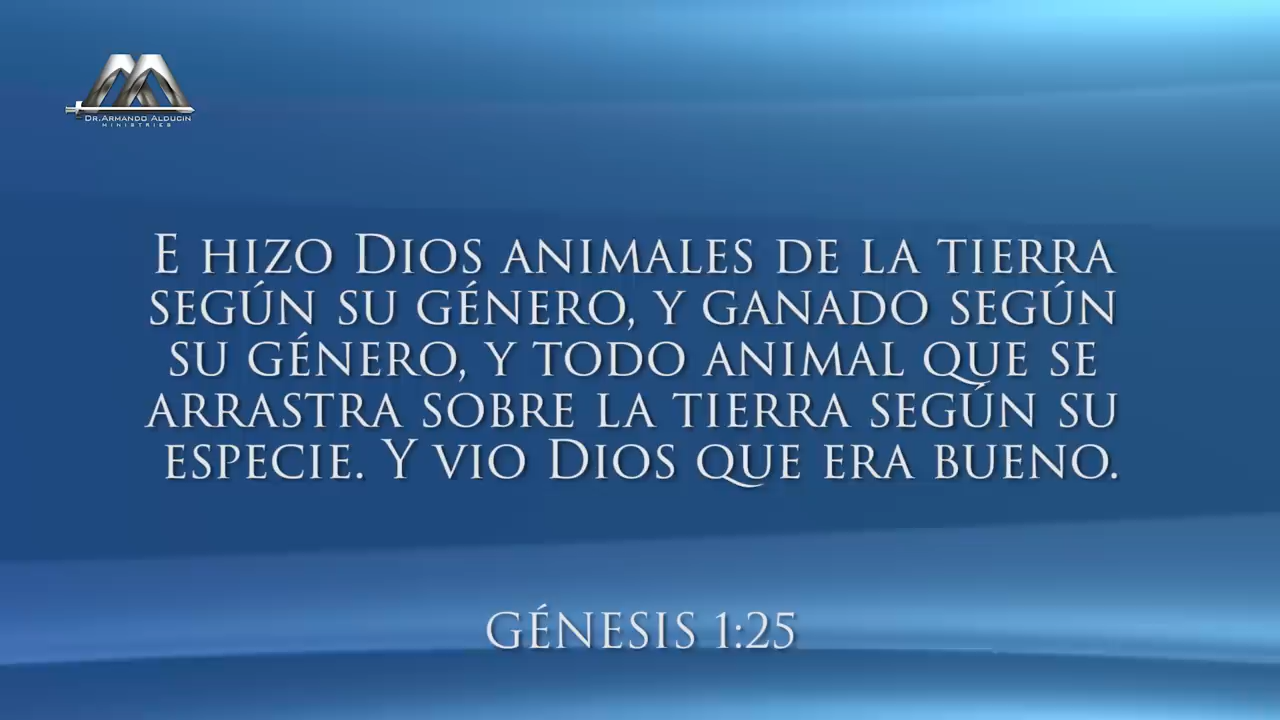 Dr. Armando Alducin
MINISTRIES
E hizo Dios animales de la tierra
según su género, y ganado según
su género, y todo animal que se
arrastra sobre la tierra según su
especie. Y vio Dios que era bueno.
GÉNESIS 1:25